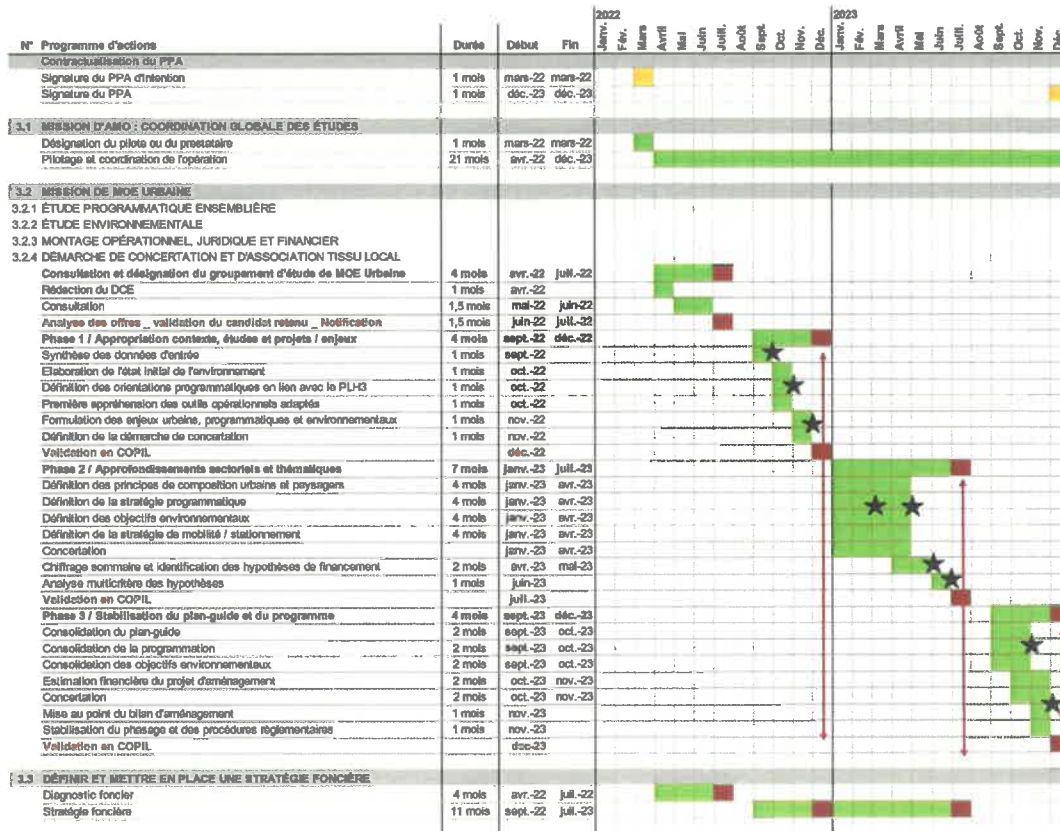 2022 2023
Janv. Fév. Mars Avril Mai Juin Juill. Août Sept. Oct. Nov. Déc. Janv. Fév. Mars Avril Mai Juin Juill. Août Sept. Oct. Nov.
N° Programme d'actions Durée Début Fin
Contractualisation du PPA
Signature du PPA d'intention 1 mois mars-22 mars-22
Signature du PPA 1 mois déc.-23 déc.-23
3.1 MISSION D'AMO : COORDINATION GLOBALE DES ÉTUDES
Désignation du pilote ou du prestataire 1 mois mars-22 mars-22
Pilotage et coordination de l'opération 21 mois avr.-22 déc.-23
3.2 MISSION DE MOE URBAINE
3.2.1 ÉTUDE PROGRAMMATIQUE ENSEMBLIÈRE
3.2.2 ÉTUDE ENVIRONNEMENTALE
3.2.3 MONTAGE OPÉRATIONNEL, JURIDIQUE ET FINANCIER
3.2.4 DÉMARCHE DE CONCERTATION ET D'ASSOCIATION TISSU LOCAL
Consultation et désignation du groupement d'étude de MOE Urbaine 4 mois avr.-22 juil.-22
Rédaction du DCE 1 mois avr.-22
Consultation 1,5 mois mai-22 juin-22
Analyse des offres _ validation du candidat retenu _ Notification 1,5 mois juin-22 juil.-22
Phase 1 / Appropriation contexte, études et projets / enjeux 4 mois sept.-22 déc.-22
Synthèse des données d'entrée 1 mois sept.-22
Elaboration de l'état initial de l'environnement 1 mois oct.-22
Définition des orientations programmatiques en lien avec le PLH3 1 mois oct.-22
Première appréhension des outils opérationnels adaptés 1 mois oct.-22
Formulation des enjeux urbains, programmatiques et environnementaux 1 mois nov.-22
Définition de la démarche de concertation 1 mois nov.-22
Validation en COPIL déc.-22
Phase 2 / Approfondissements sectoriels et thématiques 7 mois janv.-23 juil.-23
Définition des principes de composition urbains et paysagers 4 mois janv.-23 avr.-23
Définition de la stratégie programmatique 4 mois janv.-23 avr.-23
Définition des objectifs environnementaux 4 mois janv.-23 avr.-23
Définition de la stratégie de mobilité / stationnement 4 mois janv.-23 avr.-23
Concertation janv.-23 avr.-23
Chiffrage sommaire et identification des hypothèses de financement 2 mois avr.-23 mai-23
Analyse multicritère des hypothèses 1 mois juin-23
Validation en COPIL juil.-23
Phase 3 / Stabilisation du plan-guide et du programme 4 mois sept.-23 déc.-23
Consolidation du plan-guide 2 mois sept.-23 oct.-23
Consolidation de la programmation 2 mois sept.-23 oct.-23
Consolidation des objectifs environnementaux 2 mois sept.-23 oct.-23
Estimation financière du projet d'aménagement 2 mois oct.-23 nov.-23
Concertation 2 mois oct.-23 nov.-23
Mise au point du bilan d'aménagement 1 mois nov.-23
Stabilisation du phasage et des procédures règlementaires 1 mois nov.-23
Validation en COPIL dec-23
3.3 DÉFINIR ET METTRE EN PLACE UNE STRATÉGIE FONCIÈRE
Diagnostic foncier 4 mois avr.-22 juil.-22
Stratégie foncière 11 mois sept.-22 juil.-23